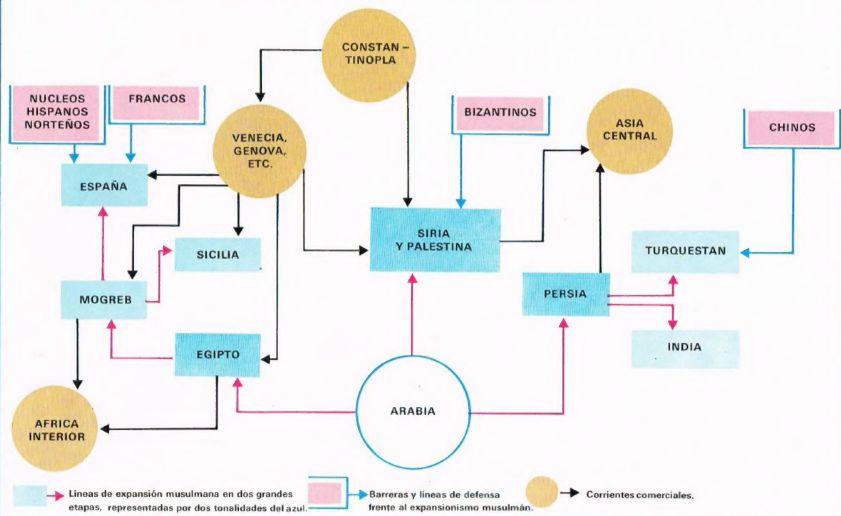 CONSTAN –
TINOPLA
NUCLEOS
HISPANOS
NORTEÑOS
FRANCOS
VENECIA,
GENOVA,
ETC.
BIZANTINOS
ASIA
CENTRAL
CHINOS
ESPAÑA
SICILIA
SIRIA
Y PALESTINA
TURQUESTAN
MOGREB
PERSIA
EGIPTO
INDIA
ARABIA
AFRICA
INTERIOR
Líneas de expansión musulmana en dos grandes
etapas, representadas por dos tonalidades del azul.
Barreras y líneas de defensa
frente al expansionismo musulmán.
Corrientes comerciales.